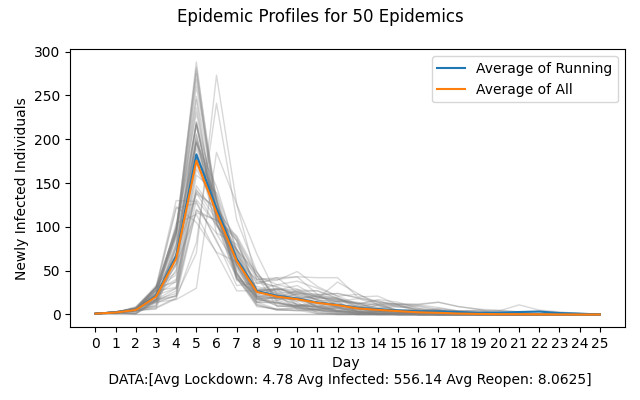 Epidemic Profiles for 50 Epidemics
300
250
200
150
100
50
0
Newly Infected Individuals
Average of Running
Average of All
0 1 2 3 4 5 6 7 8 9 10 11 12 13 14 15 16 17 18 19 20 21 22 23 24 25
Day
DATA:[Avg Lockdown: 4.78 Avg Infected: 556.14 Avg Reopen: 8.0625]